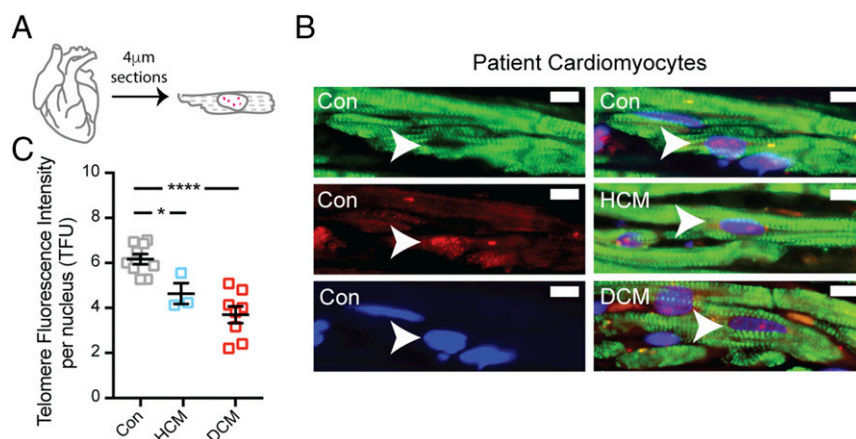 A
4μm
sections
B
Patient Cardiomyocytes
Con
Con
Con
HCM
Con
DCM
C
Telomere Fluorescence Intensity
per nucleus (TFU)
10
8
6
4
2
0
****
*
Con
HCM
DCM